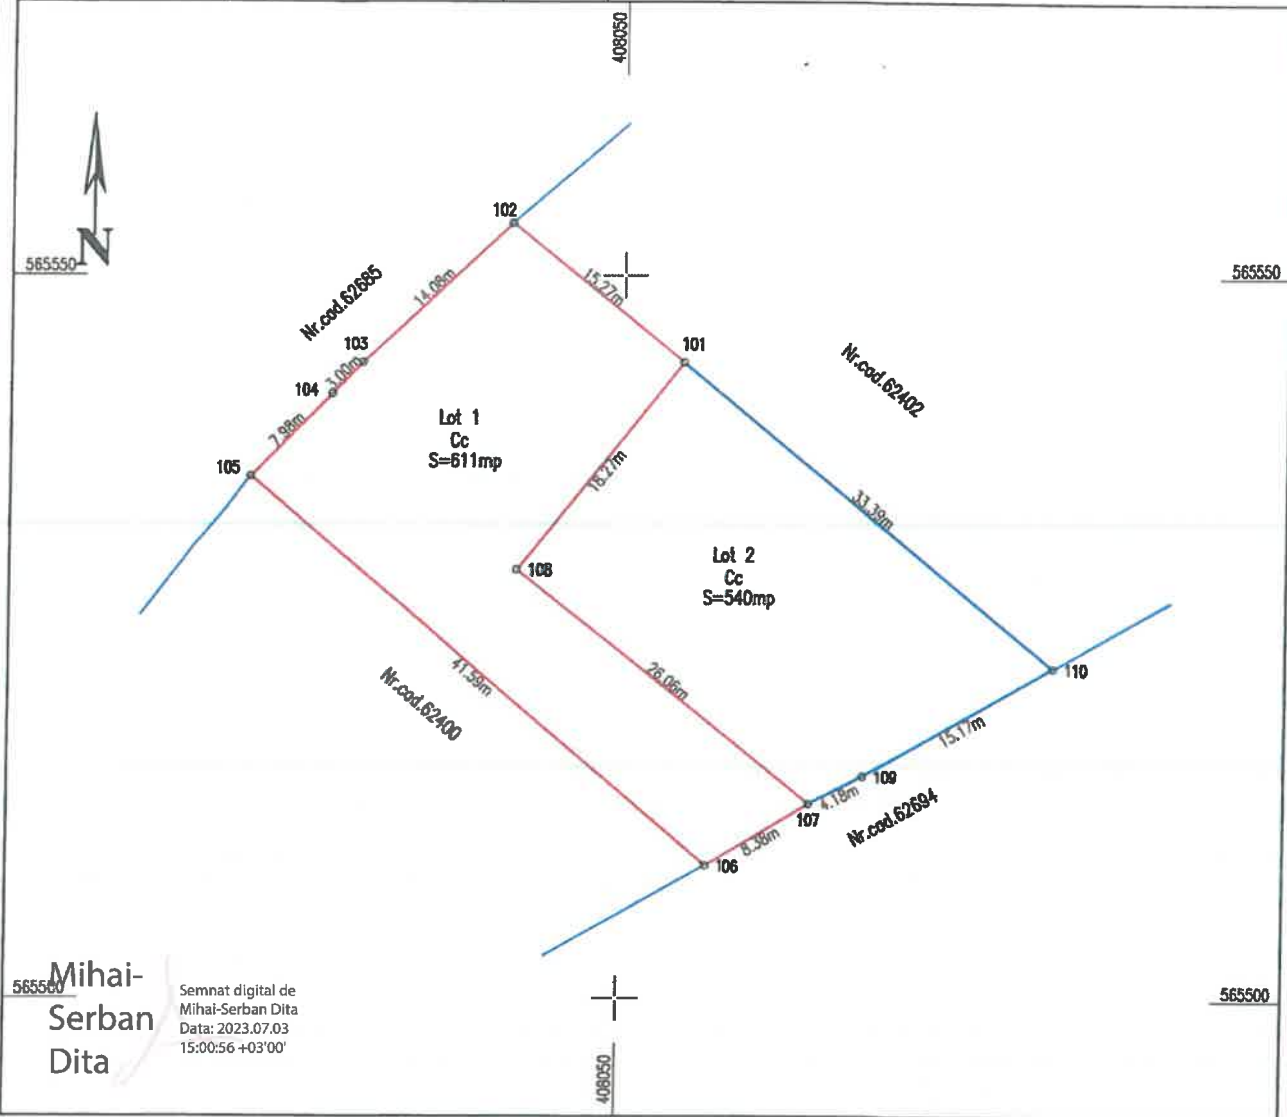 408050
102
N
565550
565550
Nr.cad.62685
14.08m
15.27m
103
101
104
3.00m
Nr.cad.62402
7.98m
Lot 1
Cc
S=611mp
105
18.27m
33.39m
Lot 2
Cc
S=540mp
108
41.59m
26.06m
Nr.cad.62400
110
15.17m
109
4.18m
107
Nr.cad.62694
8.38m
106
Mihai-
Serban
Dita
565500
Semnat digital de
Mihai-Serban Dita
Data: 2023.07.03
15:00:56 +03'00'
565500
408050